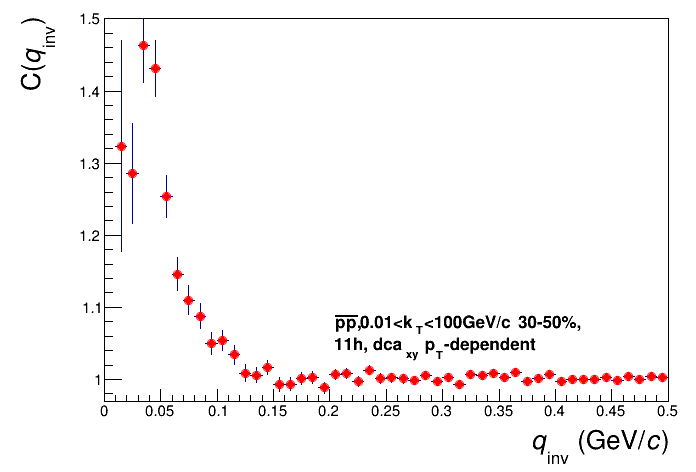 C(q_inv)
1.5
1.4
1.3
1.2
1.1
1
p̅p̅,0.01<k_T<100GeV/c 30-50%,
11h, dca_xy p_T-dependent
0 0.05 0.1 0.15 0.2 0.25 0.3 0.35 0.4 0.45 0.5
q_inv (GeV/c)